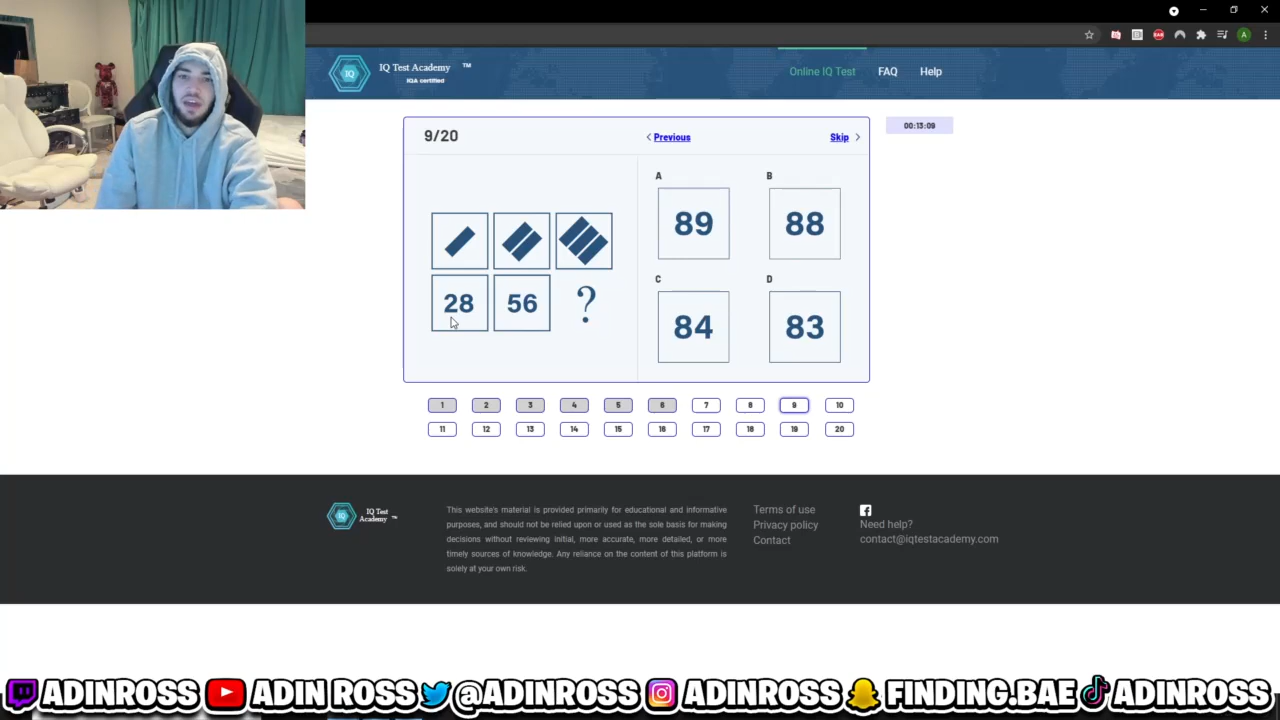 IQ
IQ Test Academy ™
IQA certified
Online IQ Test
FAQ
Help
9/20
Previous
Skip
00:13:09
28
56
?
A
B
89
88
C
D
84
83
1 2 3 4 5 6 7 8 9 10
11 12 13 14 15 16 17 18 19 20
IQ
IQ Test
Academy ™
This website's material is provided primarily for educational and informative
purposes, and should not be relied upon or used as the sole basis for making
decisions without reviewing initial, more accurate, more detailed, or more
timely sources of knowledge. Any reliance on the content of this platform is
solely at your own risk.
Terms of use
Privacy policy
Contact
Need help?
contact@iqtestacademy.com
ADINROSS ADIN ROSS @ADINROSS ADINROSS FINDING.BAE ADINROSS